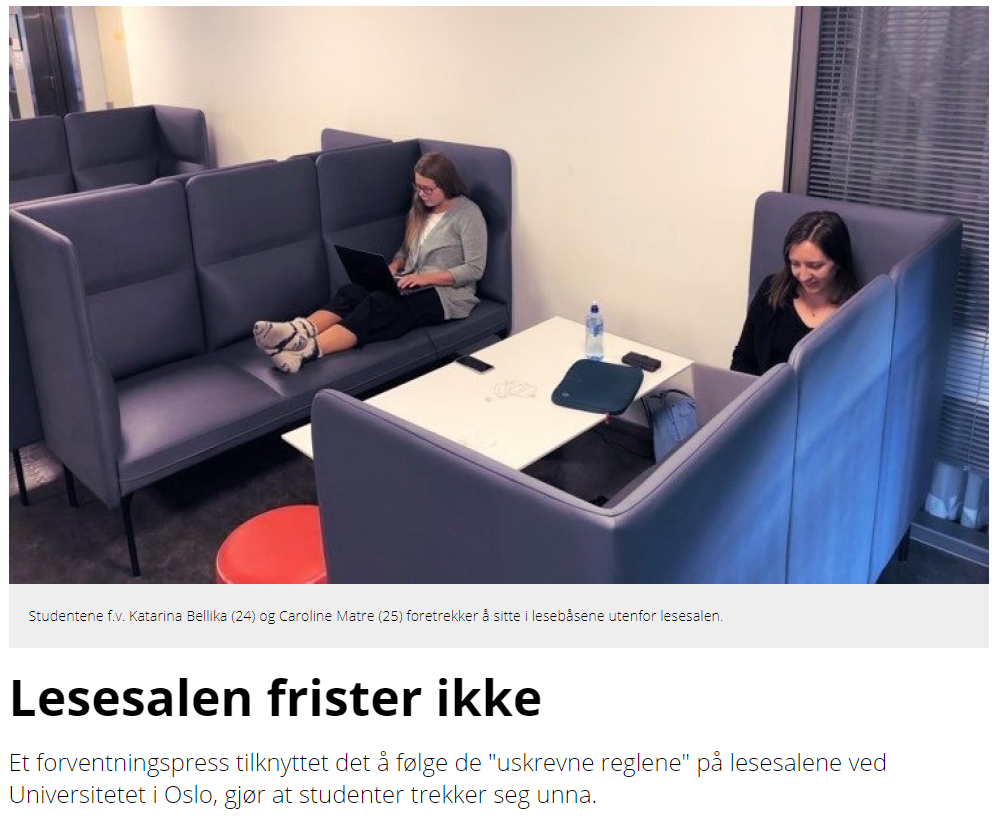 Studentene f.v. Katarina Bellika (24) og Caroline Matre (25) foretrekker å sitte i lesebåsene utenfor lesesalen.
Lesesalen frister ikke
Et forventningspress tilknyttet det å følge de "uskrevne reglene" på lesesalene ved
Universitetet i Oslo, gjør at studenter trekker seg unna.